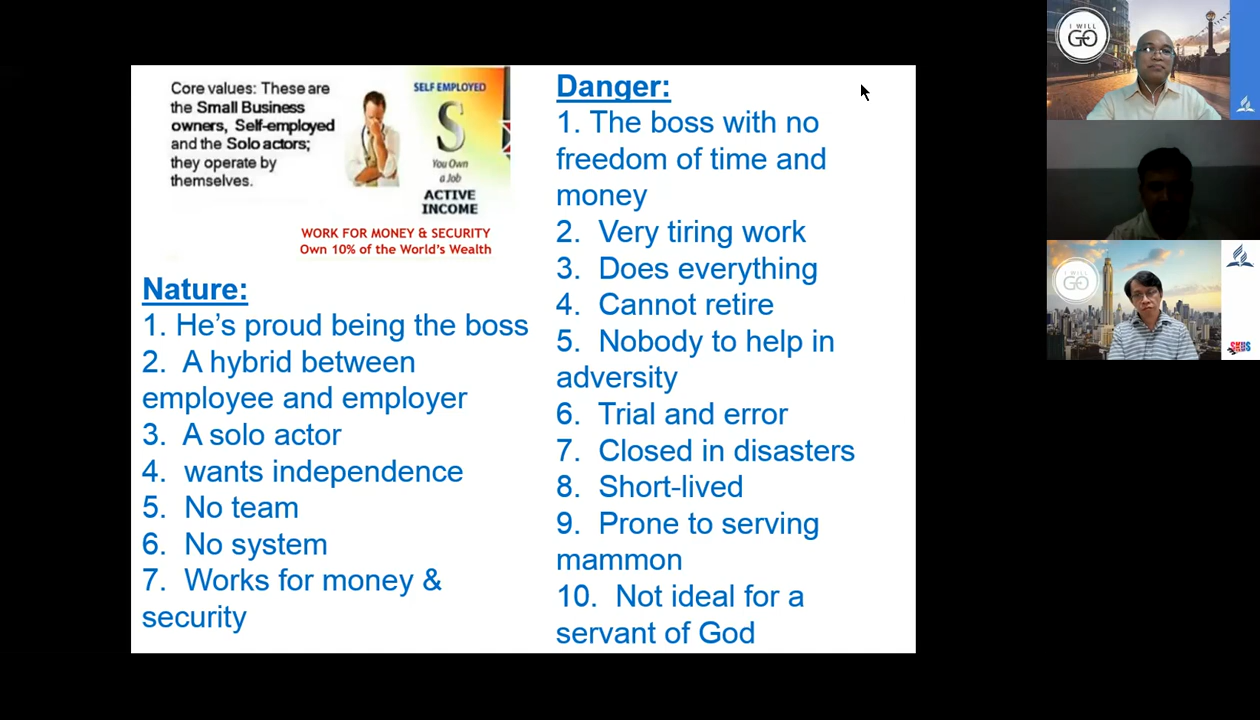 Core values: These are
the Small Business
owners, Self-employed
and the Solo actors;
they operate by
themselves.
SELF EMPLOYED
S
You Own
a Job
ACTIVE
INCOME
WORK FOR MONEY & SECURITY
Own 10% of the World's Wealth
Nature:
1. He's proud being the boss
2. A hybrid between
employee and employer
3. A solo actor
4. wants independence
5. No team
6. No system
7. Works for money &
security
Danger:
1. The boss with no
freedom of time and
money
2. Very tiring work
3. Does everything
4. Cannot retire
5. Nobody to help in
adversity
6. Trial and error
7. Closed in disasters
8. Short-lived
9. Prone to serving
mammon
10. Not ideal for a
servant of God
I WILL
GO
I WILL
GO